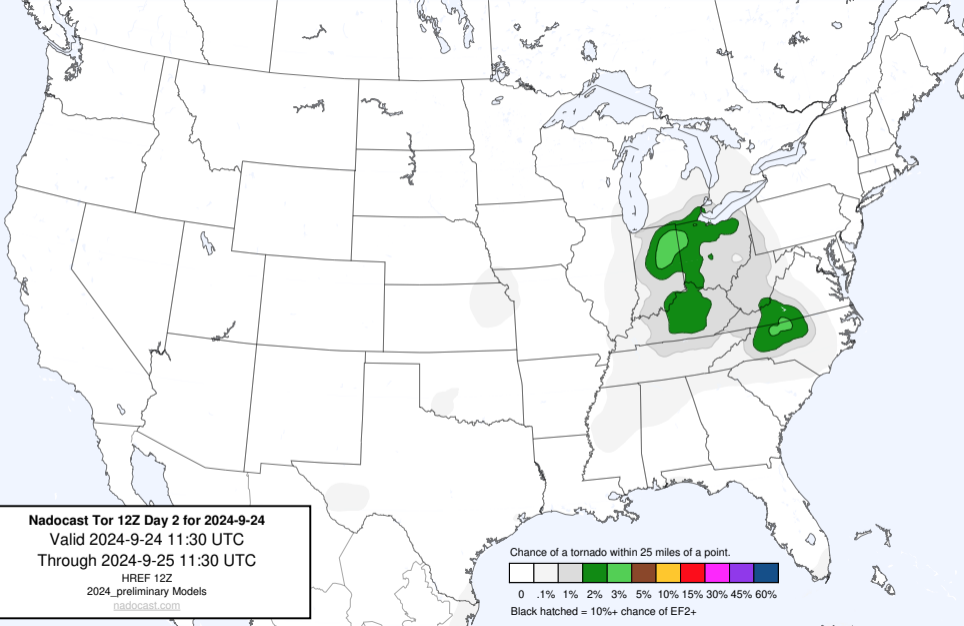 Nadocast Tor 12Z Day 2 for 2024-9-24
Valid 2024-9-24 11:30 UTC
Through 2024-9-25 11:30 UTC
HREF 12Z
2024_preliminary Models
nadocast.com
Chance of a tornado within 25 miles of a point.
0 .1% 1% 2% 3% 5% 10% 15% 30% 45% 60%
Black hatched = 10%+ chance of EF2+